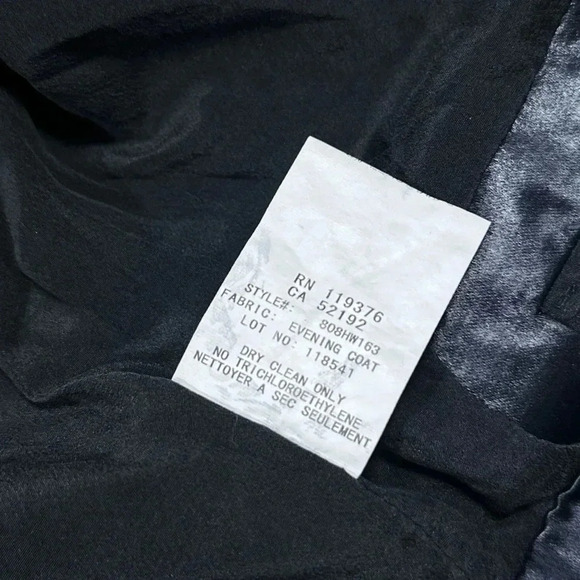 RN 119376
CA 52192
STYLE#: 808HW163
FABRIC: EVENING COAT
LOT NO: 118541
DRY CLEAN ONLY
NO TRICHLOROETHYLENE
NETTOYER A SEC SEULEMENT